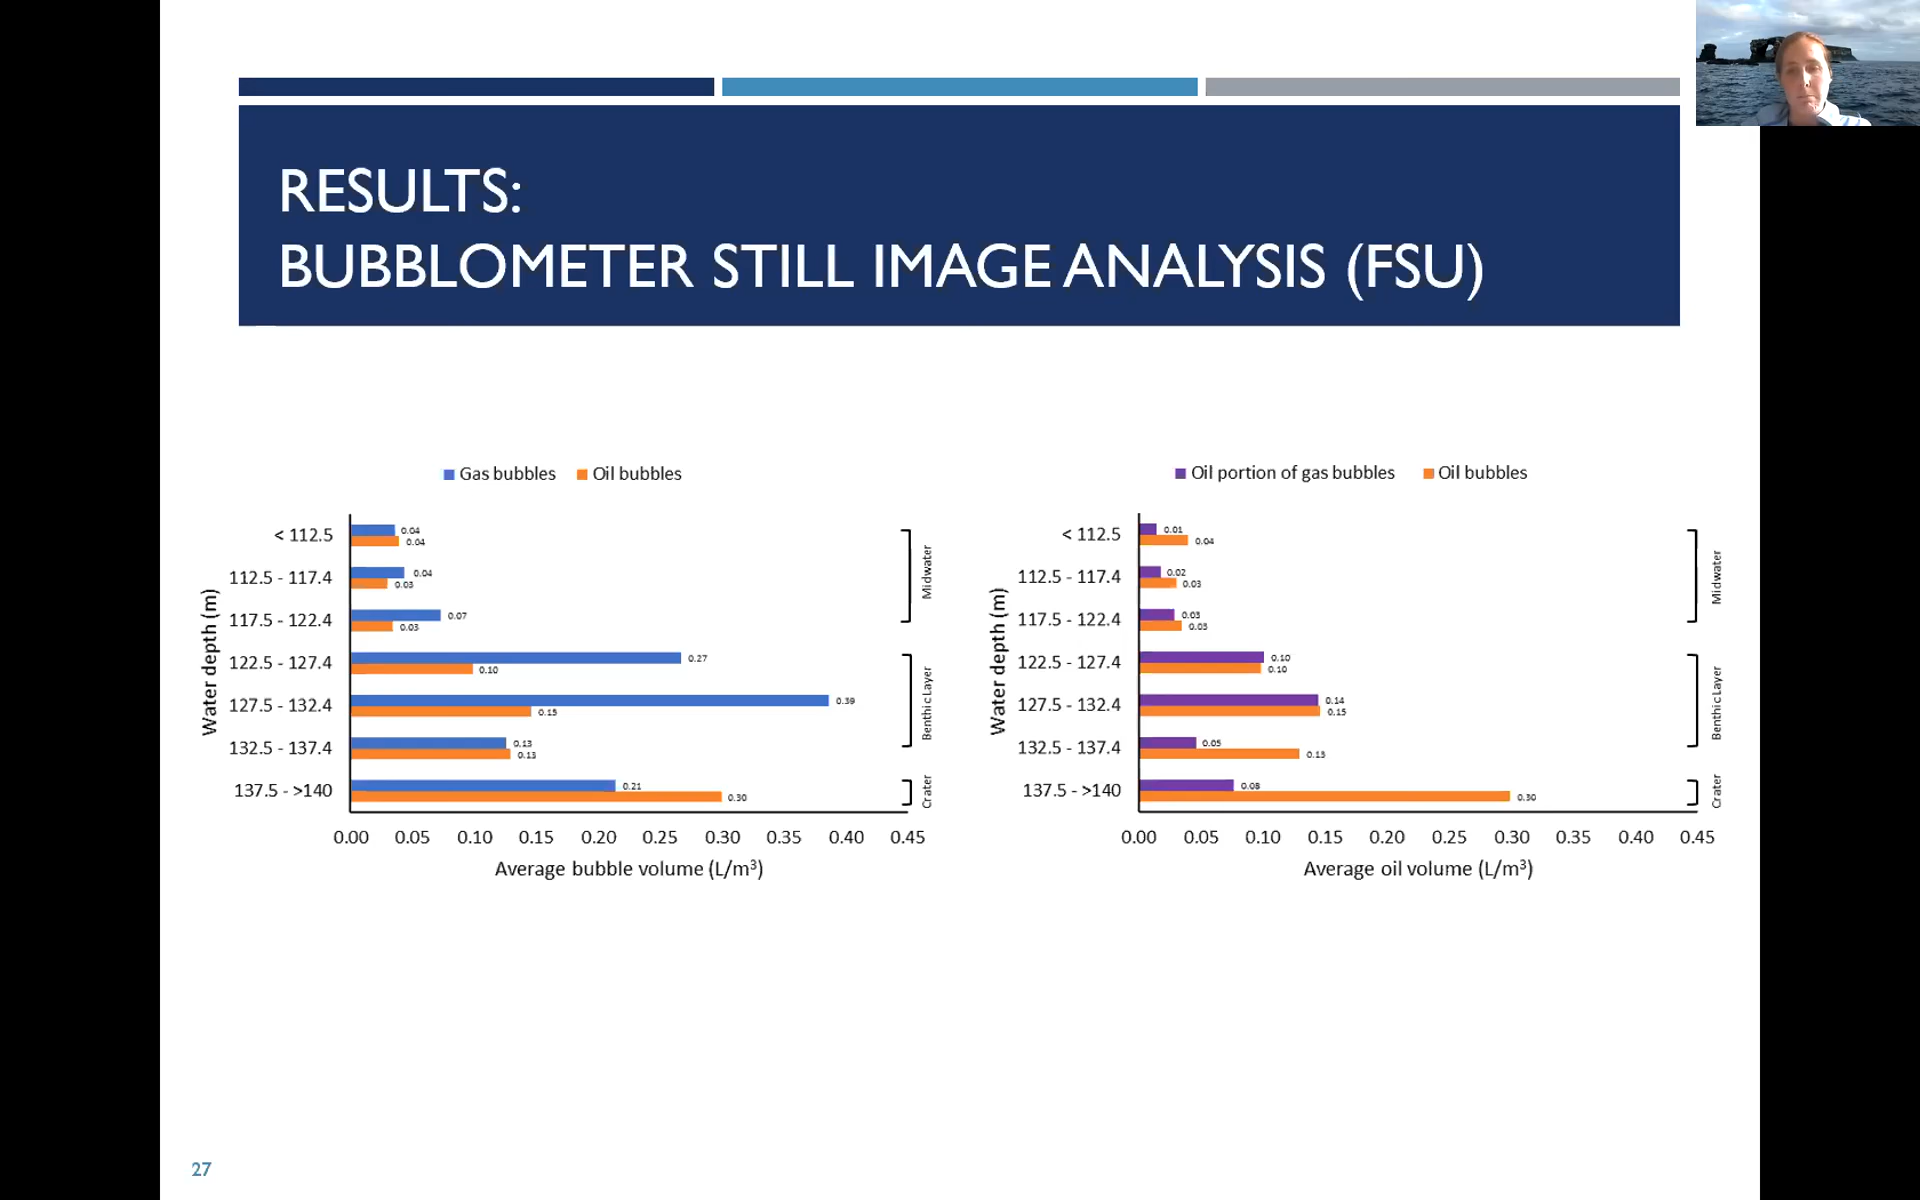 RESULTS:
BUBBLOMETER STILL IMAGE ANALYSIS (FSU)
Gas bubbles Oil bubbles
Water depth (m)
< 112.5 0.04 0.04
112.5 - 117.4 0.04 0.03
117.5 - 122.4 0.07 0.03
122.5 - 127.4 0.27 0.10
127.5 - 132.4 0.39 0.15
132.5 - 137.4 0.13 0.13
137.5 - >140 0.21 0.30
Midwater
Benthic Layer
Crater
0.00 0.05 0.10 0.15 0.20 0.25 0.30 0.35 0.40 0.45
Average bubble volume (L/m³)
Oil portion of gas bubbles Oil bubbles
Water depth (m)
< 112.5 0.01 0.04
112.5 - 117.4 0.02 0.03
117.5 - 122.4 0.03 0.03
122.5 - 127.4 0.10 0.10
127.5 - 132.4 0.14 0.15
132.5 - 137.4 0.05 0.13
137.5 - >140 0.08 0.30
Midwater
Benthic Layer
Crater
0.00 0.05 0.10 0.15 0.20 0.25 0.30 0.35 0.40 0.45
Average oil volume (L/m³)
27